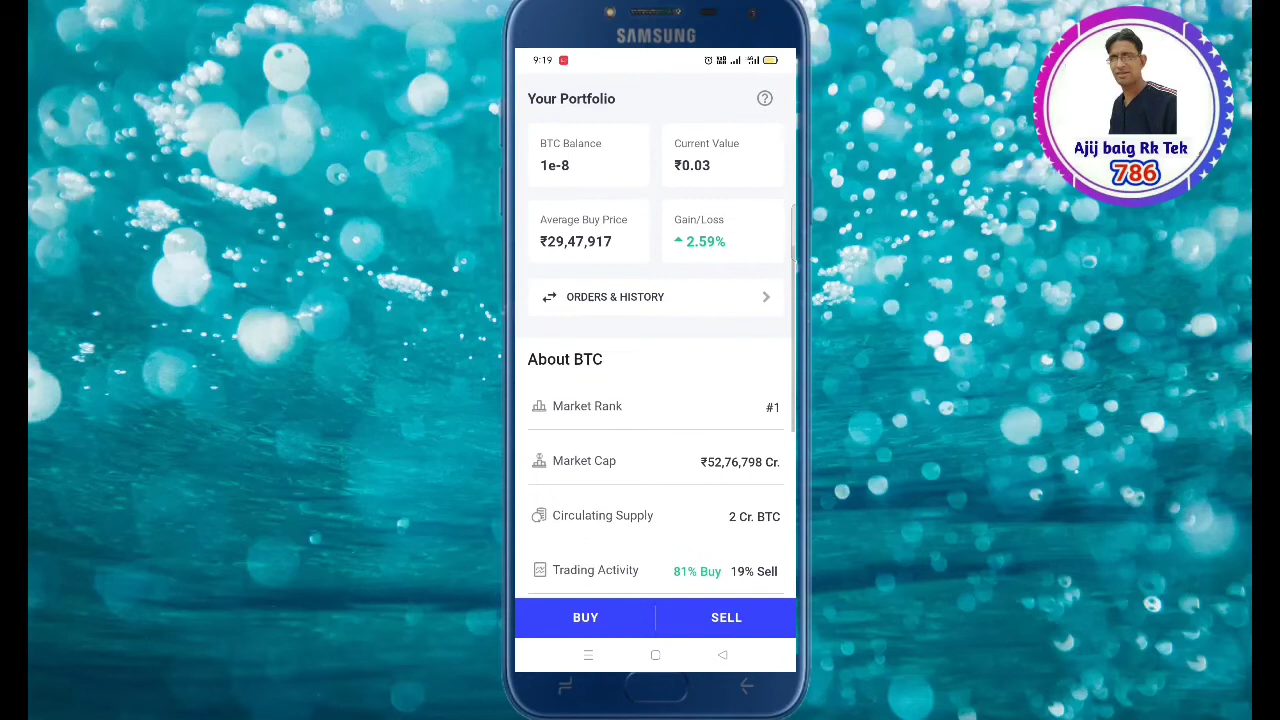 SAMSUNG
9:19
Your Portfolio
BTC Balance
1e-8
Current Value
₹0.03
Average Buy Price
₹29,47,917
Gain/Loss
2.59%
ORDERS & HISTORY
About BTC
Market Rank
#1
Market Cap
₹52,76,798 Cr.
Circulating Supply
2 Cr. BTC
Trading Activity
81% Buy 19% Sell
BUY
SELL
Ajij baig Rk Tek
786